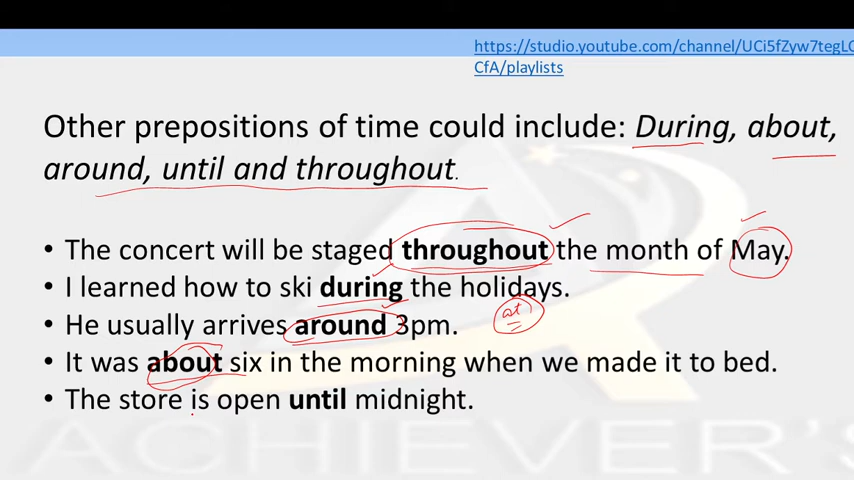 https://studio.youtube.com/channel/UCi5fZyw7tegL
CfA/playlists
Other prepositions of time could include: During, about,
around, until and throughout.
• The concert will be staged throughout the month of May.
• I learned how to ski during the holidays.
at
• He usually arrives around 3pm.
• It was about six in the morning when we made it to bed.
• The store is open until midnight.
ACHIEVER'S